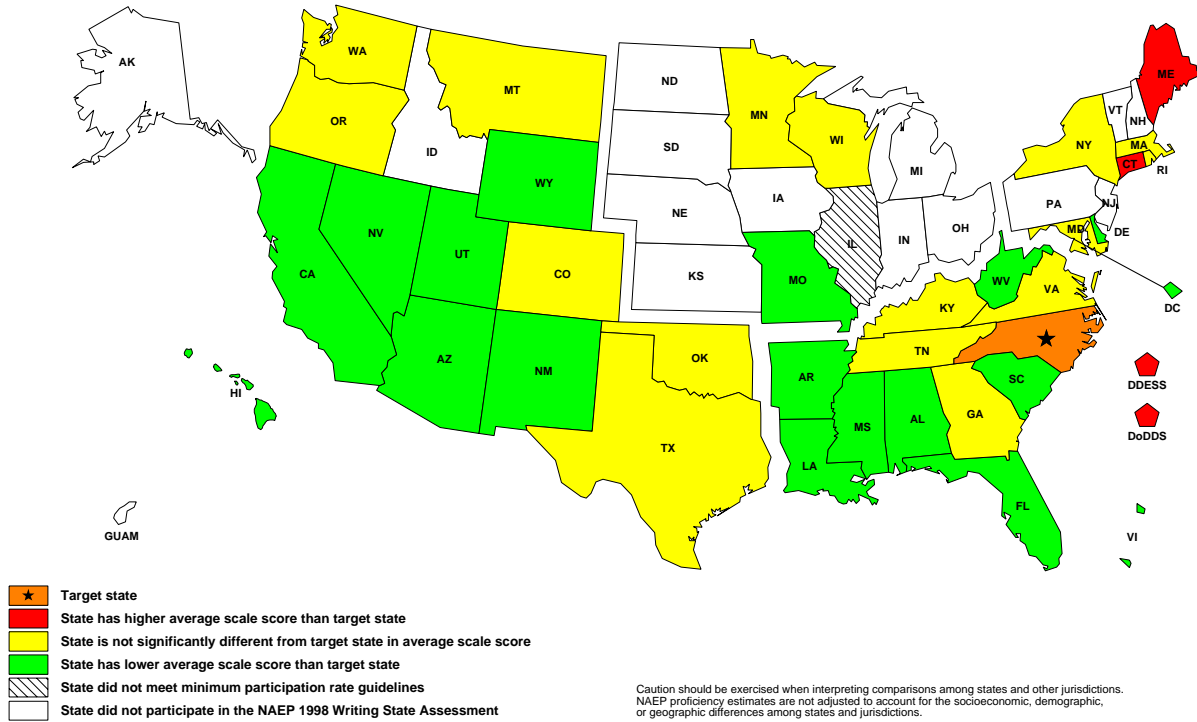 AK
WA
MT
ND
MN
ME
VT
NH
OR
ID
SD
WI
MI
NY
MA
CT
RI
WY
NE
IA
PA
NJ
NV
UT
CO
KS
MO
IL
IN
OH
MD
DE
WV
VA
DC
CA
KY
AZ
NM
OK
AR
TN
SC
DDESS
HI
TX
MS
AL
GA
DoDDS
LA
FL
GUAM
VI
Target state
State has higher average scale score than target state
State is not significantly different from target state in average scale score
State has lower average scale score than target state
State did not meet minimum participation rate guidelines
State did not participate in the NAEP 1998 Writing State Assessment
Caution should be exercised when interpreting comparisons among states and other jurisdictions.
NAEP proficiency estimates are not adjusted to account for the socioeconomic, demographic,
or geographic differences among states and jurisdictions.